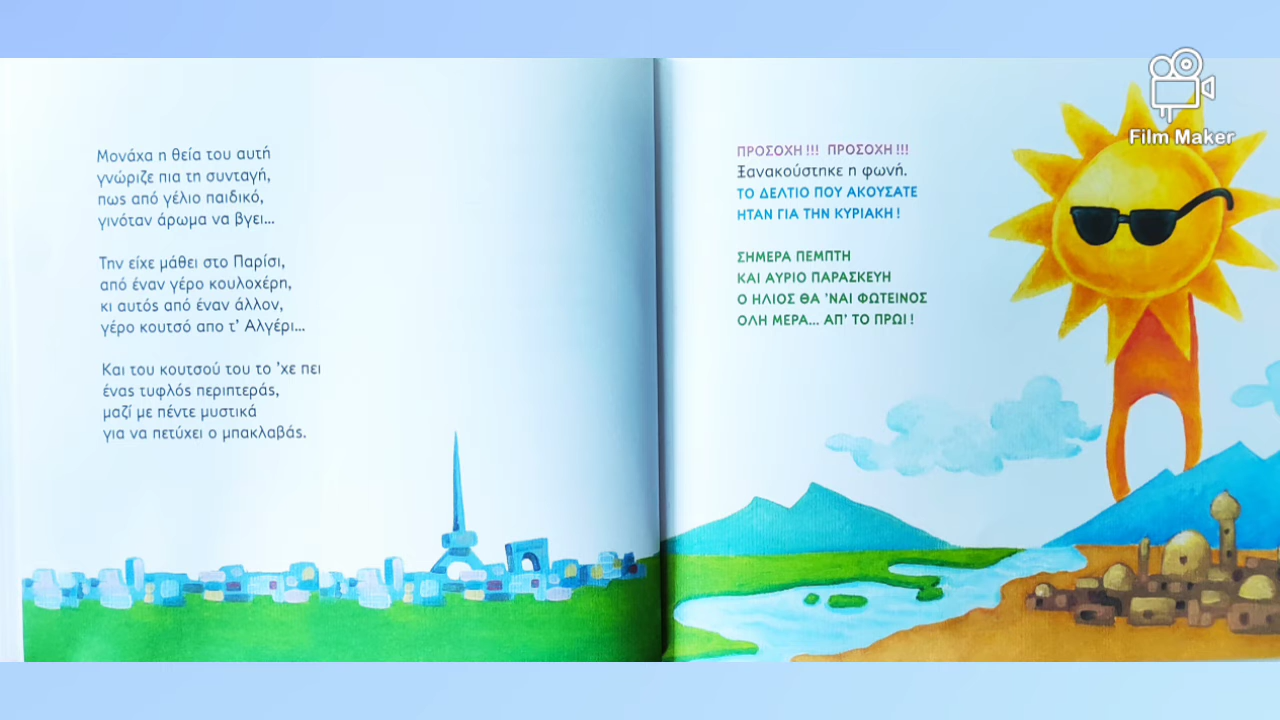 Μονάχα η θεία του αυτή
γνώριζε πια τη συνταγή,
πως από γέλιο παιδικό,
γινόταν άρωμα να βγει...
Την είχε μάθει στο Παρίσι,
από έναν γέρο κουλοχέρη,
κι αυτός από έναν άλλον,
γέρο κουτσό απο τ' Αλγέρι...
Και του κουτσού του το 'χε πει
ένας τυφλός περιπτεράς,
μαζί με πέντε μυστικά
για να πετύχει ο μπακλαβάς.
ΠΡΟΣΟΧΗ !!! ΠΡΟΣΟΧΗ !!!
Ξανακούστηκε η φωνή.
ΤΟ ΔΕΛΤΙΟ ΠΟΥ ΑΚΟΥΣΑΤΕ
ΗΤΑΝ ΓΙΑ ΤΗΝ ΚΥΡΙΑΚΗ !
ΣΗΜΕΡΑ ΠΕΜΠΤΗ
ΚΑΙ ΑΥΡΙΟ ΠΑΡΑΣΚΕΥΗ
Ο ΗΛΙΟΣ ΘΑ 'ΝΑΙ ΦΩΤΕΙΝΟΣ
ΟΛΗ ΜΕΡΑ... ΑΠ' ΤΟ ΠΡΩΙ !
Film Maker